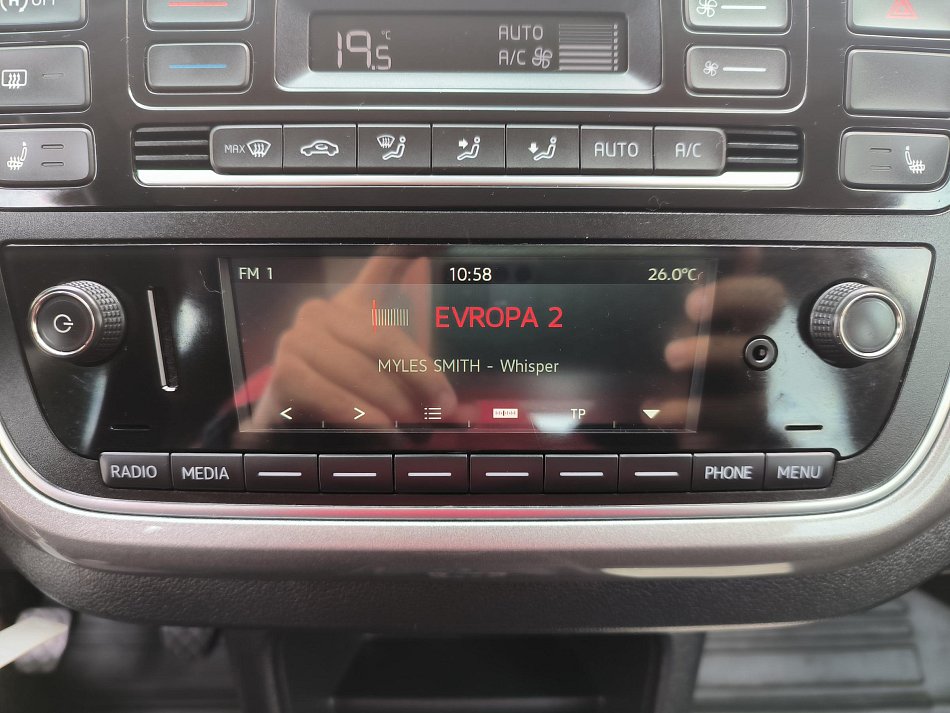 OFF
19.5 °C
AUTO
A/C
MAX
AUTO
A/C
FM 1
10:58
26.0°C
EVROPA 2
MYLES SMITH - Whisper
< >
TP
RADIO
MEDIA
PHONE
MENU